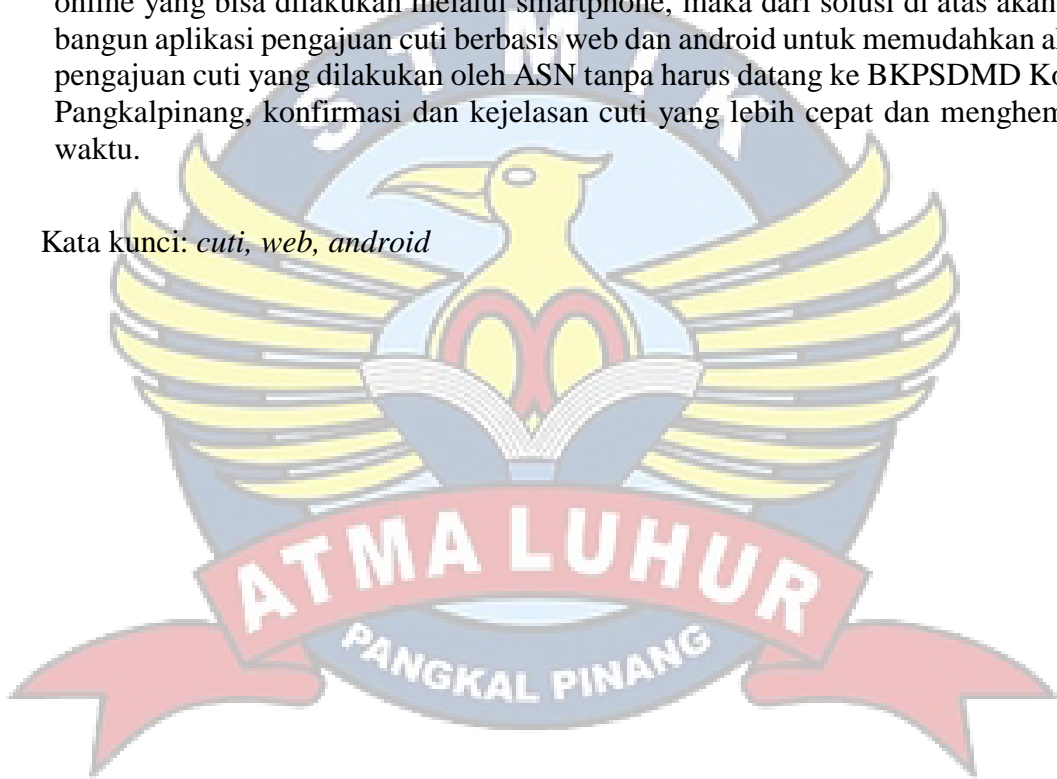 online yang bisa dilakukan melalui smartphone, maka dari solusi di atas akan
bangun aplikasi pengajuan cuti berbasis web dan android untuk memudahkan
pengajuan cuti yang dilakukan oleh ASN tanpa harus datang ke BKPSDMD
Pangkalpinang, konfirmasi dan kejelasan cuti yang lebih cepat dan
waktu.
Kata kunci: cuti, web, android
STMIK
ATMA LUHUR
PANGKAL PINANG